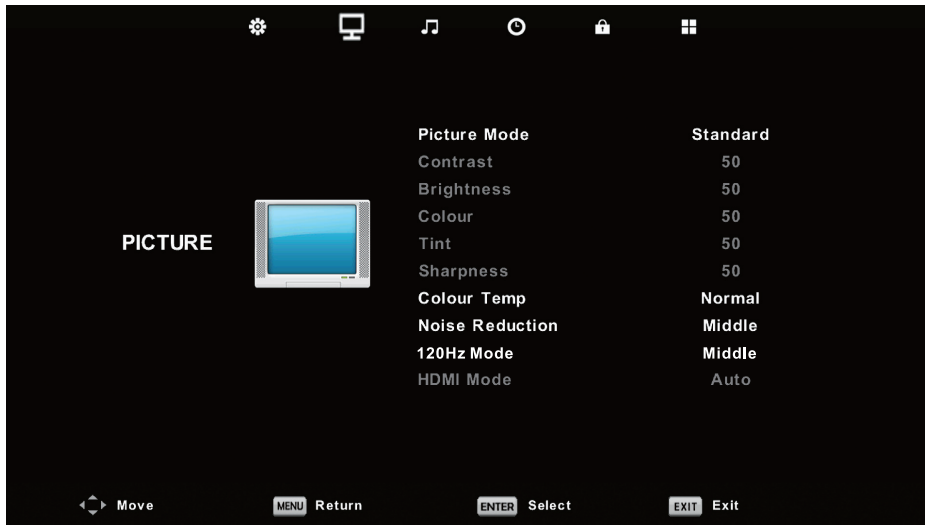 Picture Mode Standard
Contrast 50
Brightness 50
Colour 50
PICTURE
Tint 50
Sharpness 50
Colour Temp Normal
Noise Reduction Middle
120Hz Mode Middle
HDMI Mode Auto
Move MENU Return ENTER Select EXIT Exit